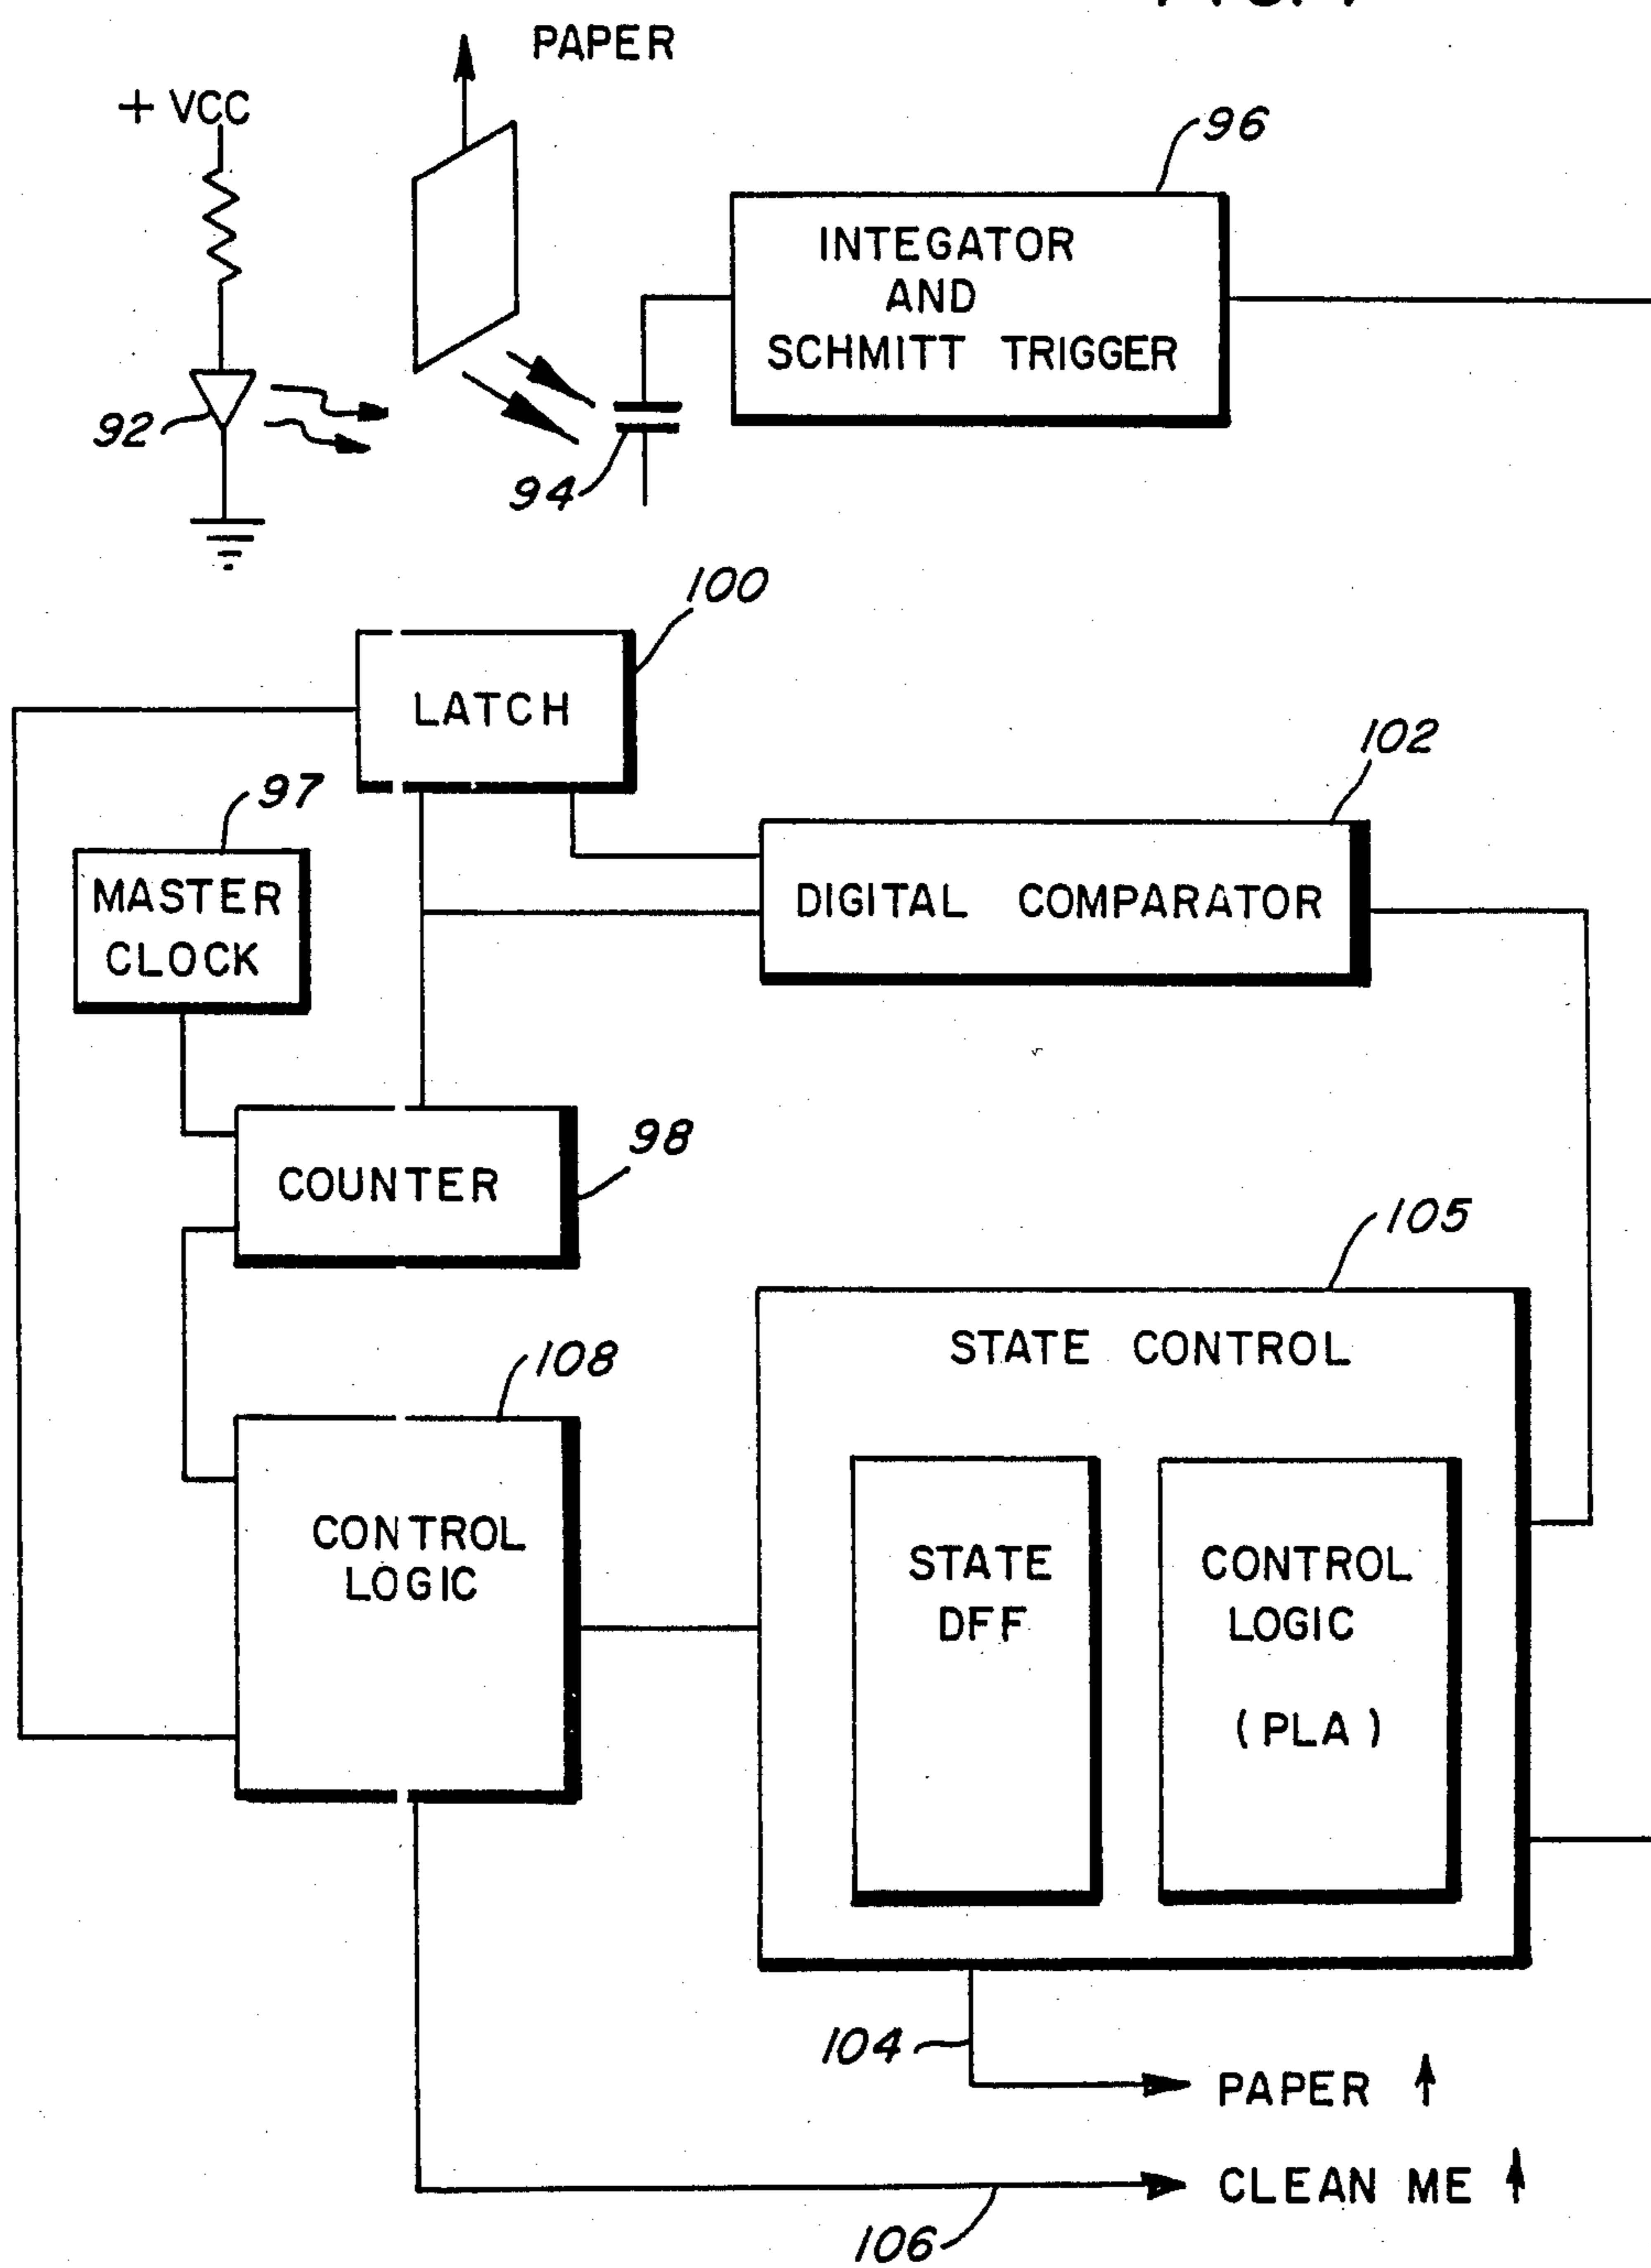 PAPER
+ VCC
96
INTEGATOR
AND
SCHMITT TRIGGER
92
94
100
LATCH
102
97
MASTER
CLOCK
DIGITAL COMPARATOR
98
COUNTER
105
STATE CONTROL
108
CONTROL
LOGIC
STATE
DFF
CONTROL
LOGIC
(PLA)
104
PAPER ↑
CLEAN ME ↑
106